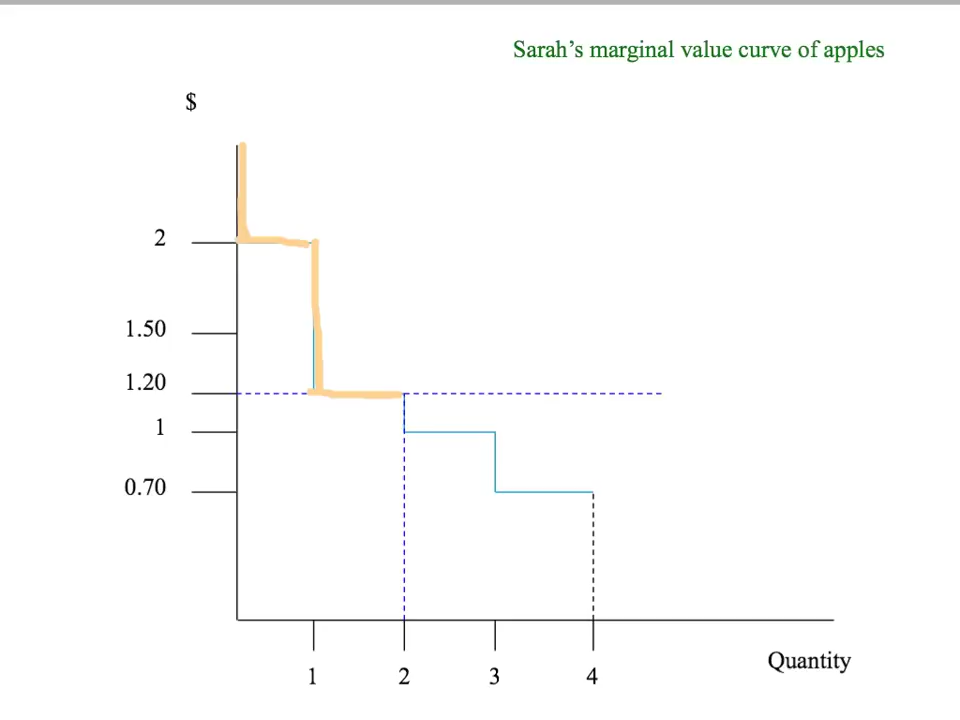 Sarah’s marginal value curve of apples
$
2
1.50
1.20
1
0.70
Quantity
1 2 3 4